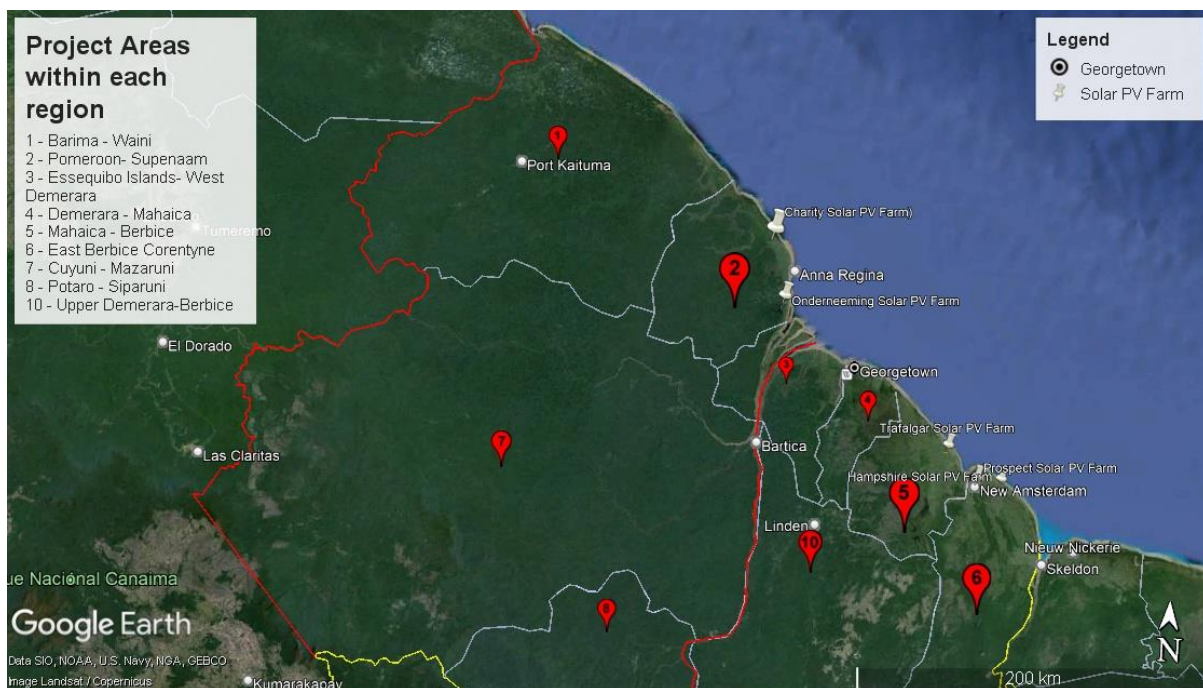 Project Areas
within each
region
1 - Barima - Waini
2 - Pomeroon- Supenaam
3 - Essequibo Islands- West
Demerara
4 - Demerara - Mahaica
5 - Mahaica - Berbice
6 - East Berbice Corentyne
7 - Cuyuni - Mazaruni
8 - Potaro - Siparuni
10 - Upper Demerara-Berbice
Legend
Georgetown
Solar PV Farm
1
Port Kaituma
Tumeremo
Charity Solar PV Farm)
2
Anna Regina
Onderneeming Solar PV Farm
El Dorado
3
Georgetown
4
Trafalgar Solar PV Farm
7
Bartica
Las Claritas
Prospect Solar PV Farm
Hampshire Solar PV Farm
5
New Amsterdam
Linden
10
Nieuw Nickerie
Skeldon
6
ue Nacional Canaima
8
Google Earth
Data SIO, NOAA, U.S. Navy, NGA, GEBCO
Image Landsat / Copernicus
Kumarakapay
N
200 km